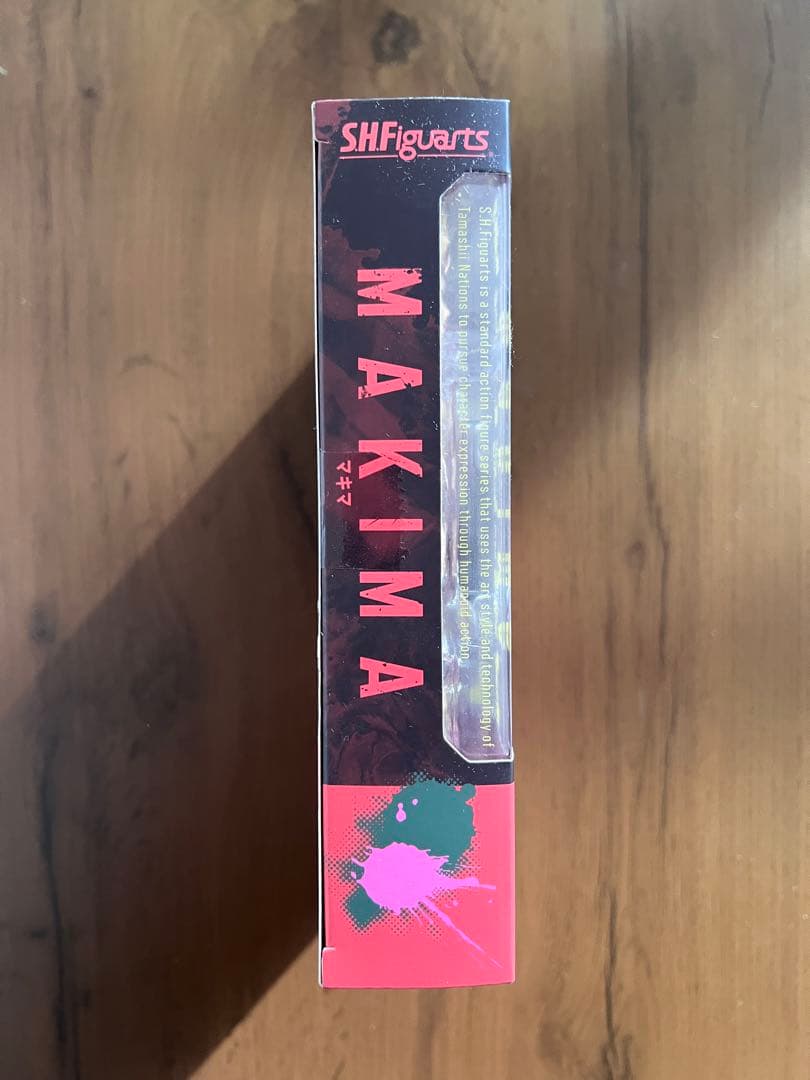 S.H.Figuarts
MAKIMA
マキマ
S.H.Figuarts is a standard action figure series that uses the art style and technology of
Tamashii Nations to pursue character expression through humanoid action.